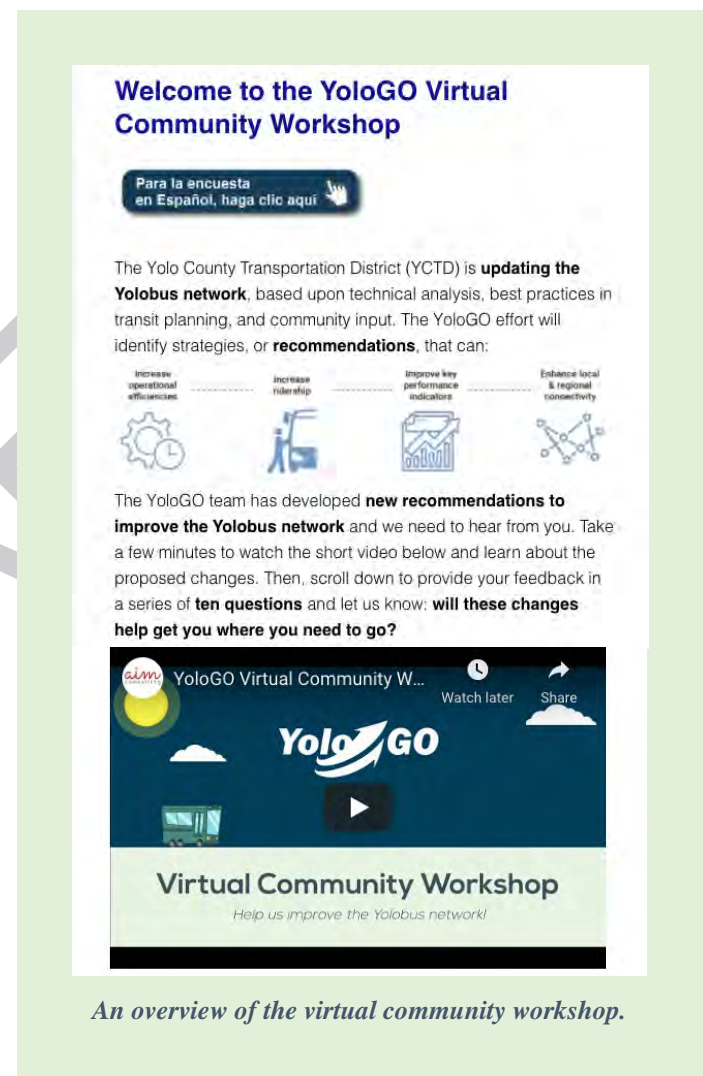 Welcome to the YoloGO Virtual
Community Workshop
Para la encuesta
en Español, haga clic aquí
The Yolo County Transportation District (YCTD) is updating the
Yolobus network, based upon technical analysis, best practices in
transit planning, and community input. The YoloGO effort will
identify strategies, or recommendations, that can:
Increase
operational
efficiencies
Increase
ridership
Improve key
performance
indicators
Enhance local
& regional
connectivity
The YoloGO team has developed new recommendations to
improve the Yolobus network and we need to hear from you. Take
a few minutes to watch the short video below and learn about the
proposed changes. Then, scroll down to provide your feedback in
a series of ten questions and let us know: will these changes
help get you where you need to go?
aim
consulting
YoloGO Virtual Community W...
Watch later
Share
YoloGO
Virtual Community Workshop
Help us improve the Yolobus network!
An overview of the virtual community workshop.